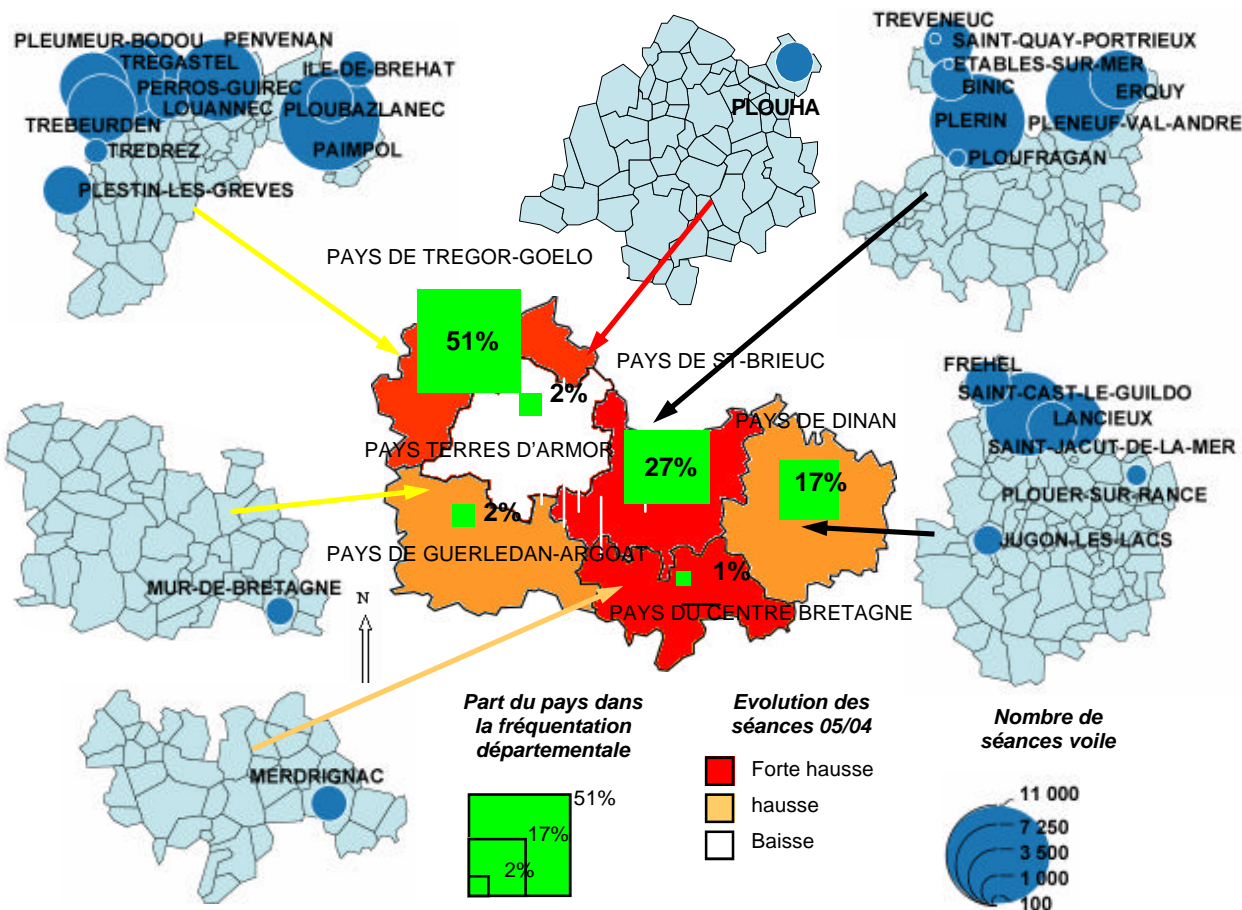 PLEUMEUR-BODOU
PENVENAN
TREGASTEL
ILE-DE-BREHAT
PERROS-GUIREC
LOUANNEC
PLOUBAZLANEC
TREBEURDEN
TREDREZ
PAIMPOL
PLESTIN-LES-GREVES
PLOUHA
TREVENEUC
SAINT-QUAY-PORTRIEUX
ETABLES-SUR-MER
BINIC
ERQUY
PLERIN
PLENEUF-VAL-ANDRE
PLOUFRAGAN
PAYS DE TREGOR-GOELO
51%
PAYS DE ST-BRIEUC
2%
PAYS DE DINAN
PAYS TERRES D'ARMOR
27%
17%
2%
PAYS DE GUERLEDAN-ARGOAT
1%
PAYS DU CENTRE BRETAGNE
FREHEL
SAINT-CAST-LE-GUILDO
LANCIEUX
SAINT-JACUT-DE-LA-MER
PLOUER-SUR-RANCE
JUGON-LES-LACS
MUR-DE-BRETAGNE
N
MERDRIGNAC
Part du pays dans
la fréquentation
départementale
51%
17%
2%
Evolution des
séances 05/04
Forte hausse
hausse
Baisse
Nombre de
séances voile
11 000
7 250
3 500
1 000
100